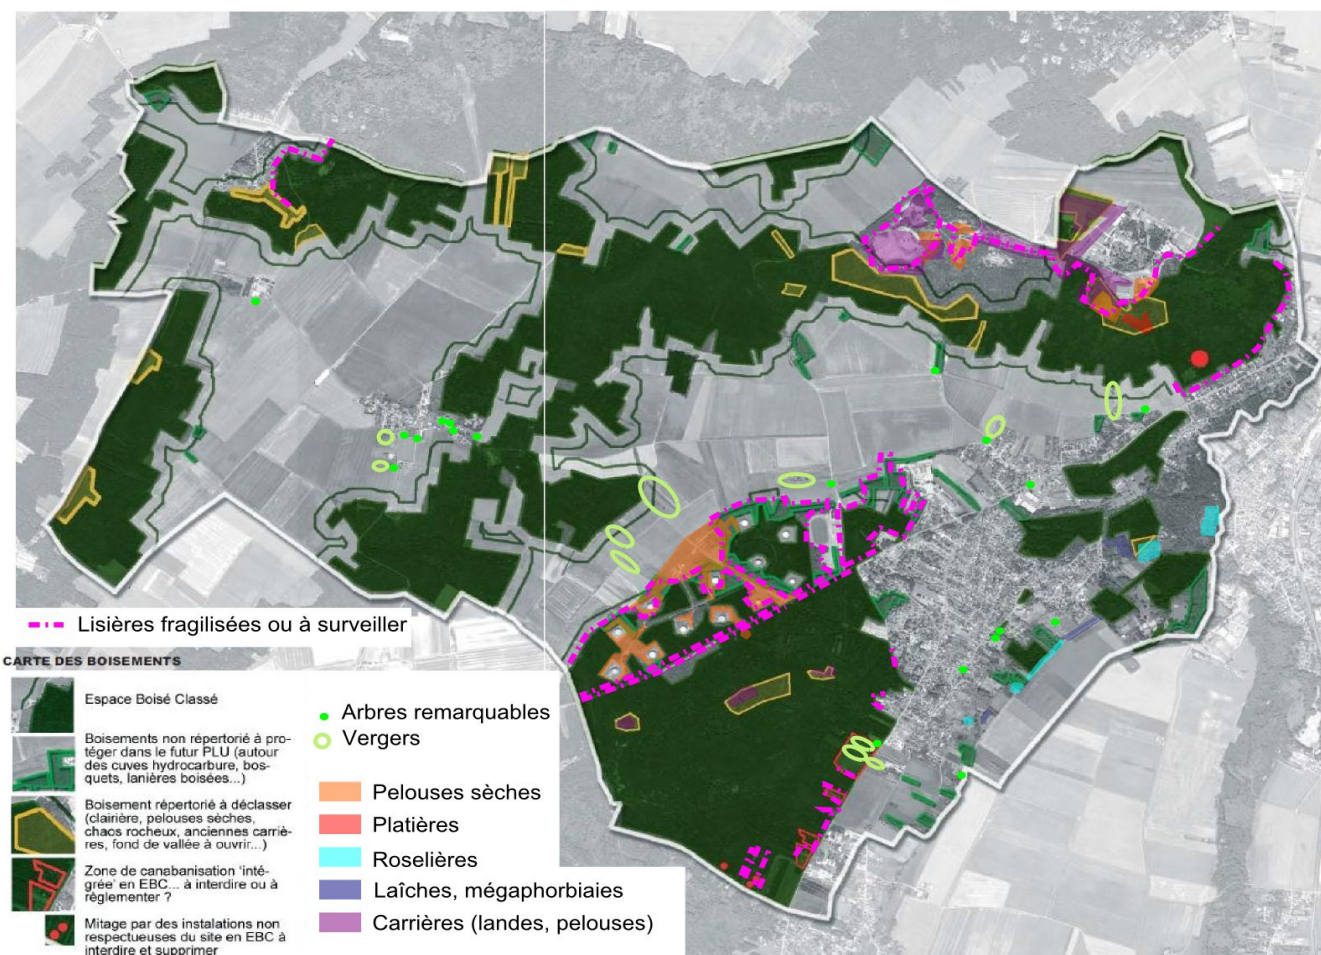 Lisières fragilisées ou à surveiller
CARTE DES BOISEMENTS
Espace Boisé Classé
Boisements non répertorié à pro-
téger dans le futur PLU (autour
des cuves hydrocarbure, bos-
quets, lanières boisées...)
Boisement répertorié à déclasser
(clairière, pelouses sèches,
chaos rocheux, anciennes carriè-
res, fond de vallée à ouvrir...)
Zone de canabanisation 'inté-
grée' en EBC... à interdire ou à
règlementer ?
Mitage par des instalations non
respectueuses du site en EBC à
interdire et supprimer
Arbres remarquables
Vergers
Pelouses sèches
Platières
Roselières
Laîches, mégaphorbiaies
Carrières (landes, pelouses)